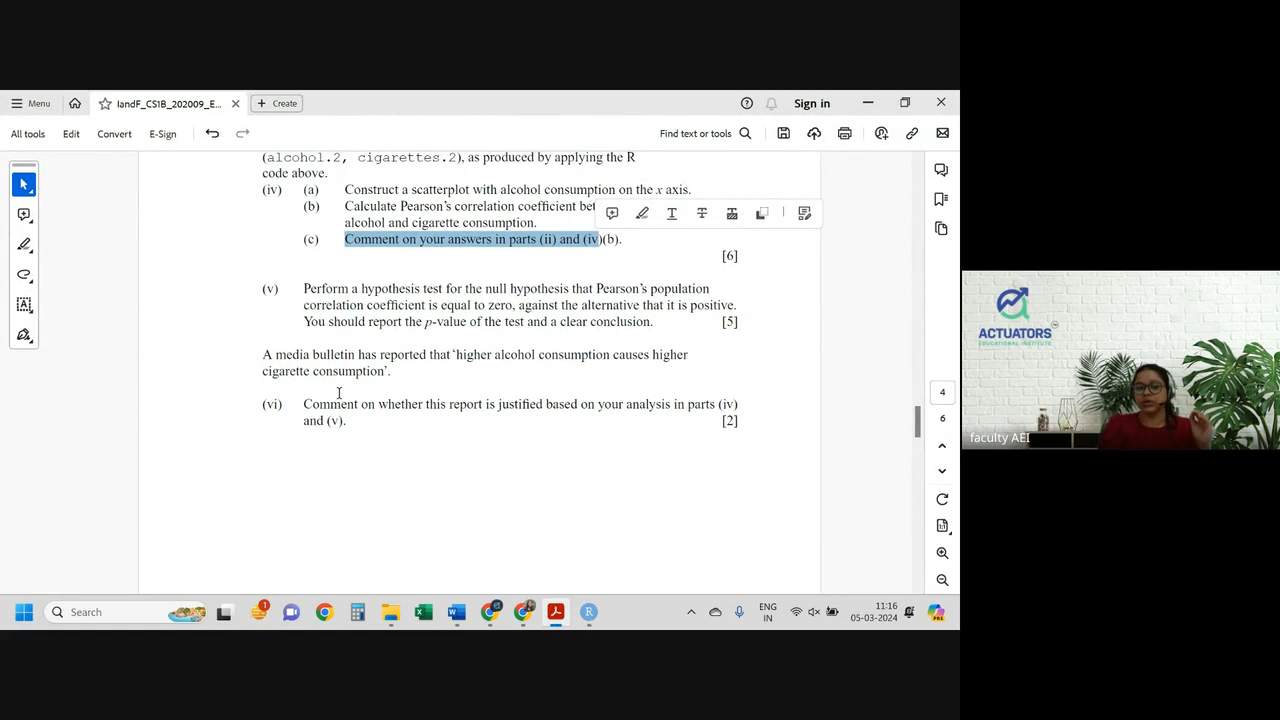 Menu
IandF_CS1B_202009_E...
Create
Sign in
All tools
Edit
Convert
E-Sign
Find text or tools
(alcohol.2, cigarettes.2), as produced by applying the R
code above.
(iv) (a) Construct a scatterplot with alcohol consumption on the x axis.
(b) Calculate Pearson's correlation coefficient bet
alcohol and cigarette consumption.
(c) Comment on your answers in parts (ii) and (iv)(b).
[6]
(v) Perform a hypothesis test for the null hypothesis that Pearson's population
correlation coefficient is equal to zero, against the alternative that it is positive.
You should report the p-value of the test and a clear conclusion. [5]
A media bulletin has reported that 'higher alcohol consumption causes higher
cigarette consumption'.
(vi) Comment on whether this report is justified based on your analysis in parts (iv)
and (v). [2]
4
6
ACTUATORS
EDUCATIONAL INSTITUTE
faculty AEI
Search
1
ENG
IN
11:16
05-03-2024